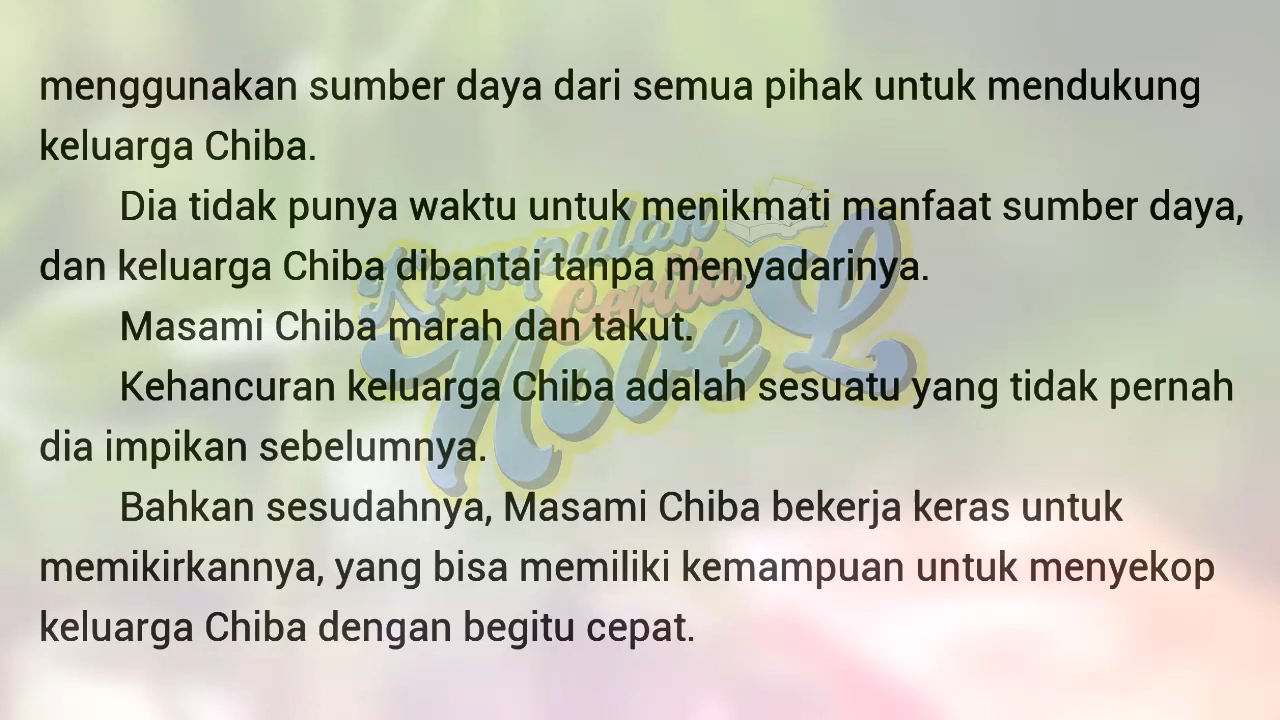 menggunakan sumber daya dari semua pihak untuk mendukung
keluarga Chiba.
Dia tidak punya waktu untuk menikmati manfaat sumber daya,
dan keluarga Chiba dibantai tanpa menyadarinya.
Masami Chiba marah dan takut.
Kehancuran keluarga Chiba adalah sesuatu yang tidak pernah
dia impikan sebelumnya.
Bahkan sesudahnya, Masami Chiba bekerja keras untuk
memikirkannya, yang bisa memiliki kemampuan untuk menyekop
keluarga Chiba dengan begitu cepat.
Kumpulan
Cerita
Novel